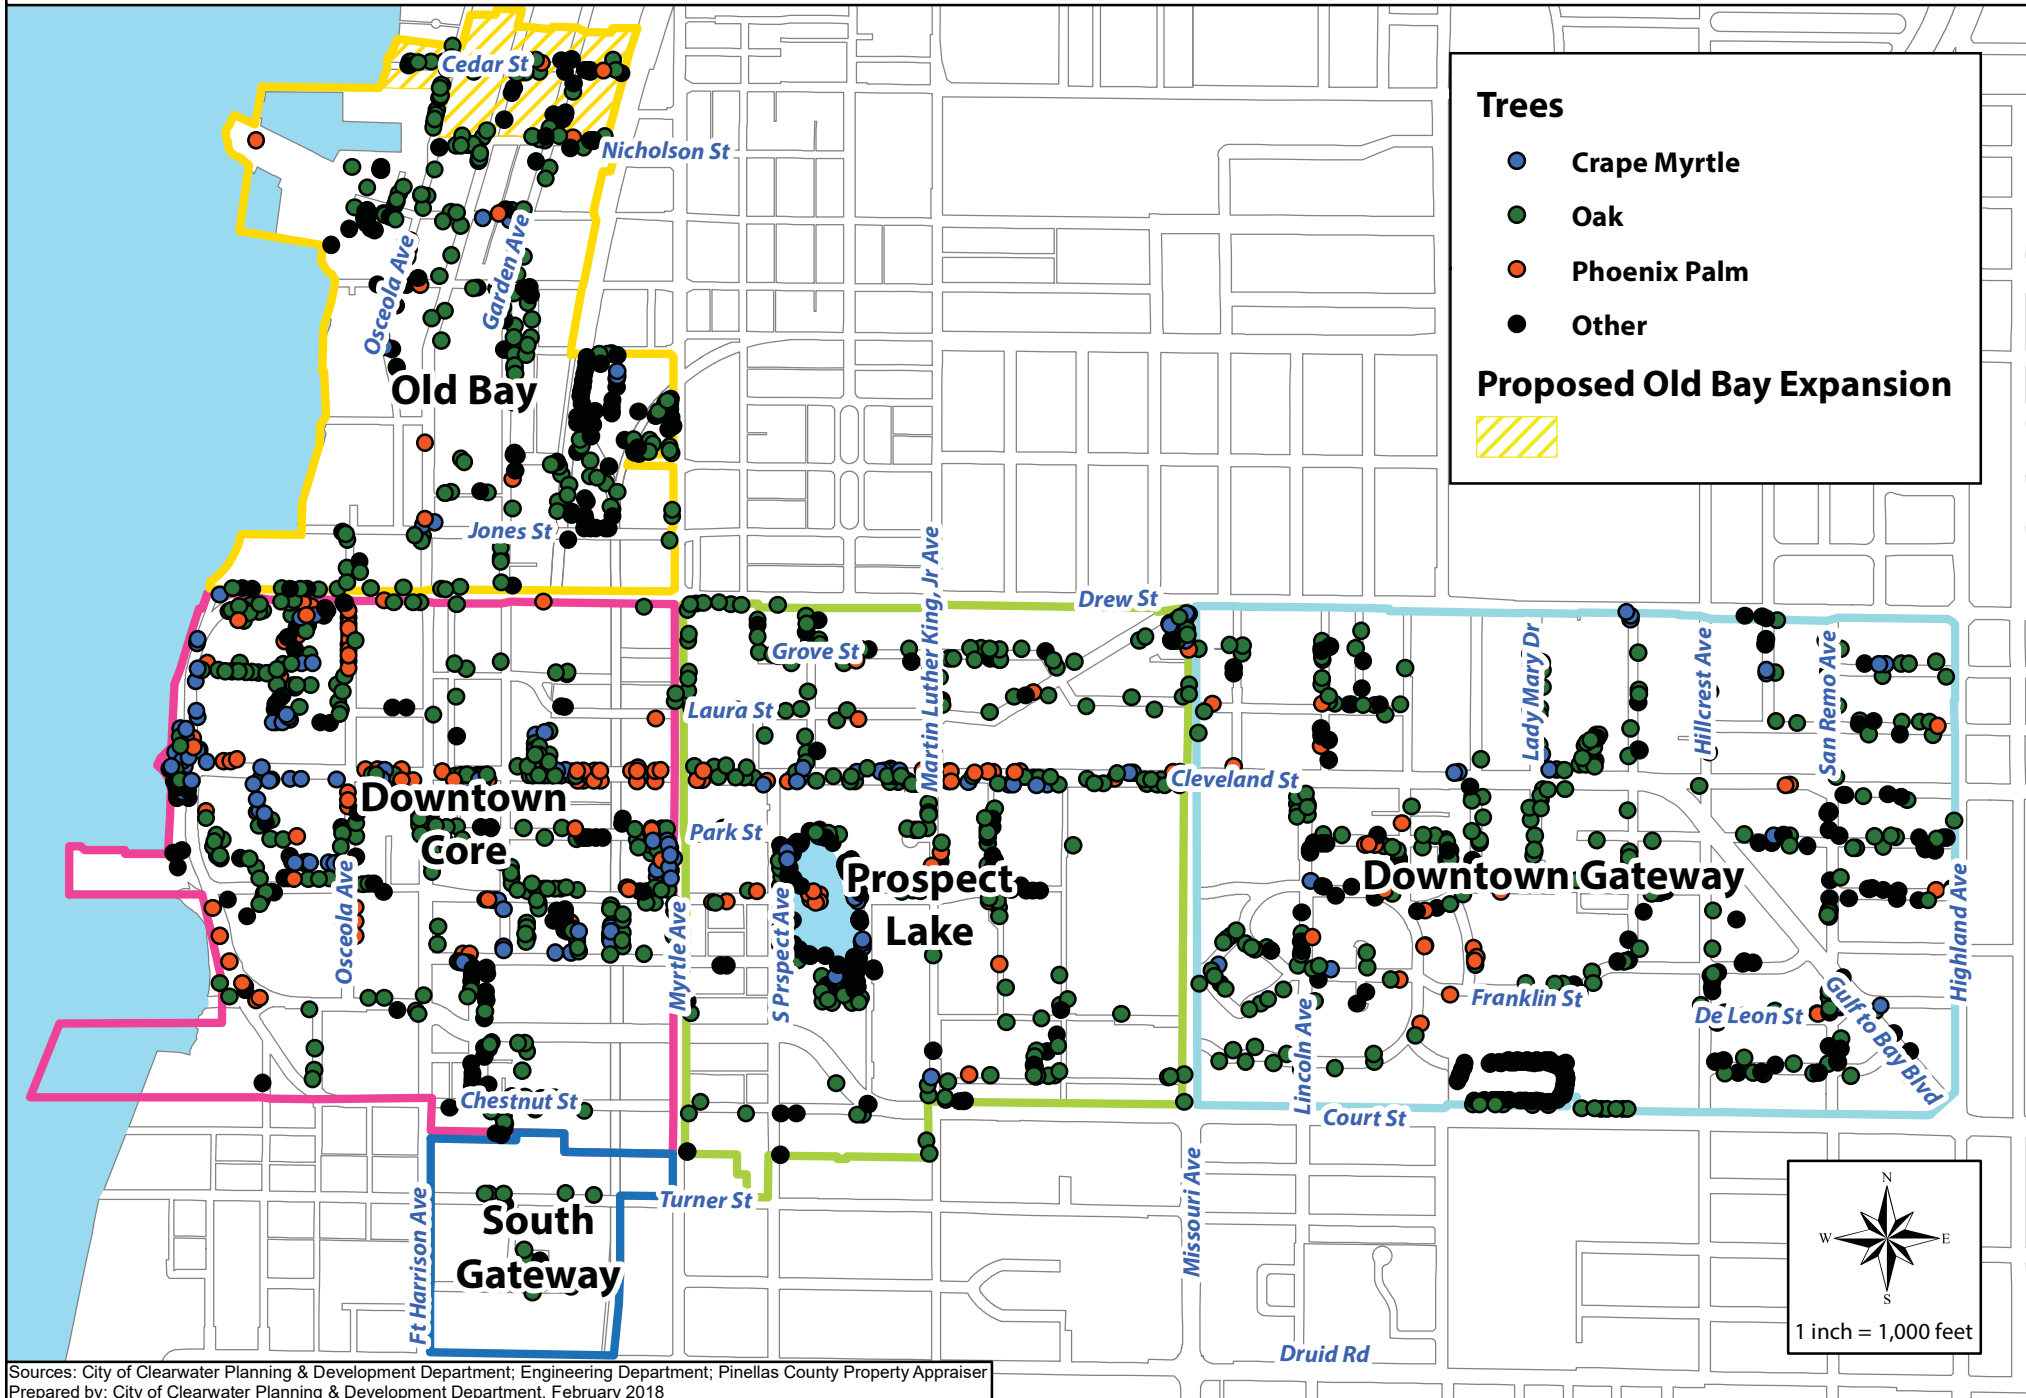 Trees
Crape Myrtle
Oak
Phoenix Palm
Other
Proposed Old Bay Expansion
Cedar St
Nicholson St
Osceola Ave
Garden Ave
Old Bay
Jones St
Martin Luther King, Jr Ave
Drew St
Grove St
Laura St
Lady Mary Dr
Hillcrest Ave
San Remo Ave
Cleveland St
Downtown
Core
Park St
Prospect
Lake
Downtown Gateway
Osceola Ave
Myrtle Ave
S Prspect Ave
Highland Ave
Franklin St
De Leon St
Gulf to Bay Blvd
Lincoln Ave
Chestnut St
Court St
Missouri Ave
Turner St
Ft Harrison Ave
South
Gateway
Druid Rd
N
W
E
S
1 inch = 1,000 feet
Sources: City of Clearwater Planning & Development Department; Engineering Department; Pinellas County Property Appraiser
Prepared by: City of Clearwater Planning & Development Department, February 2018